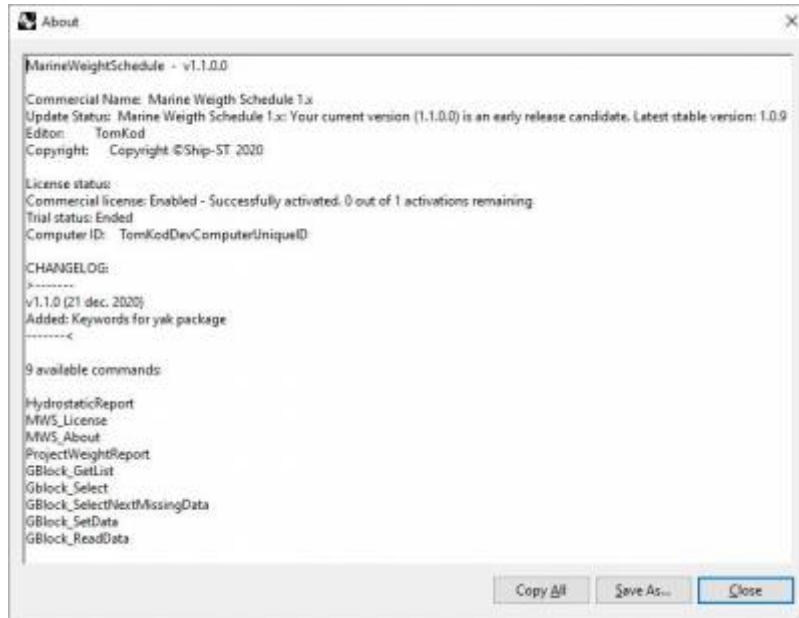 About
MarineWeightSchedule - v1.1.0.0
Commercial Name: Marine Weigth Schedule 1.x
Update Status: Marine Weigth Schedule 1.x: Your current version (1.1.0.0) is an early release candidate. Latest stable version: 1.0.9
Editor: TomKod
Copyright: Copyright ©Ship-ST 2020
License status:
Commercial license: Enabled - Successfully activated. 0 out of 1 activations remaining
Trial status: Ended
Computer ID: TomKodDevComputerUniqueID
CHANGELOG:
>-------
v1.1.0 (21 dec. 2020)
Added: Keywords for yak package
-------<
9 available commands:
HydrostaticReport
MWS_License
MWS_About
ProjectWeightReport
GBlock_GetList
Gblock_Select
GBlock_SelectNextMissingData
GBlock_SetData
GBlock_ReadData
Copy All Save As... Close